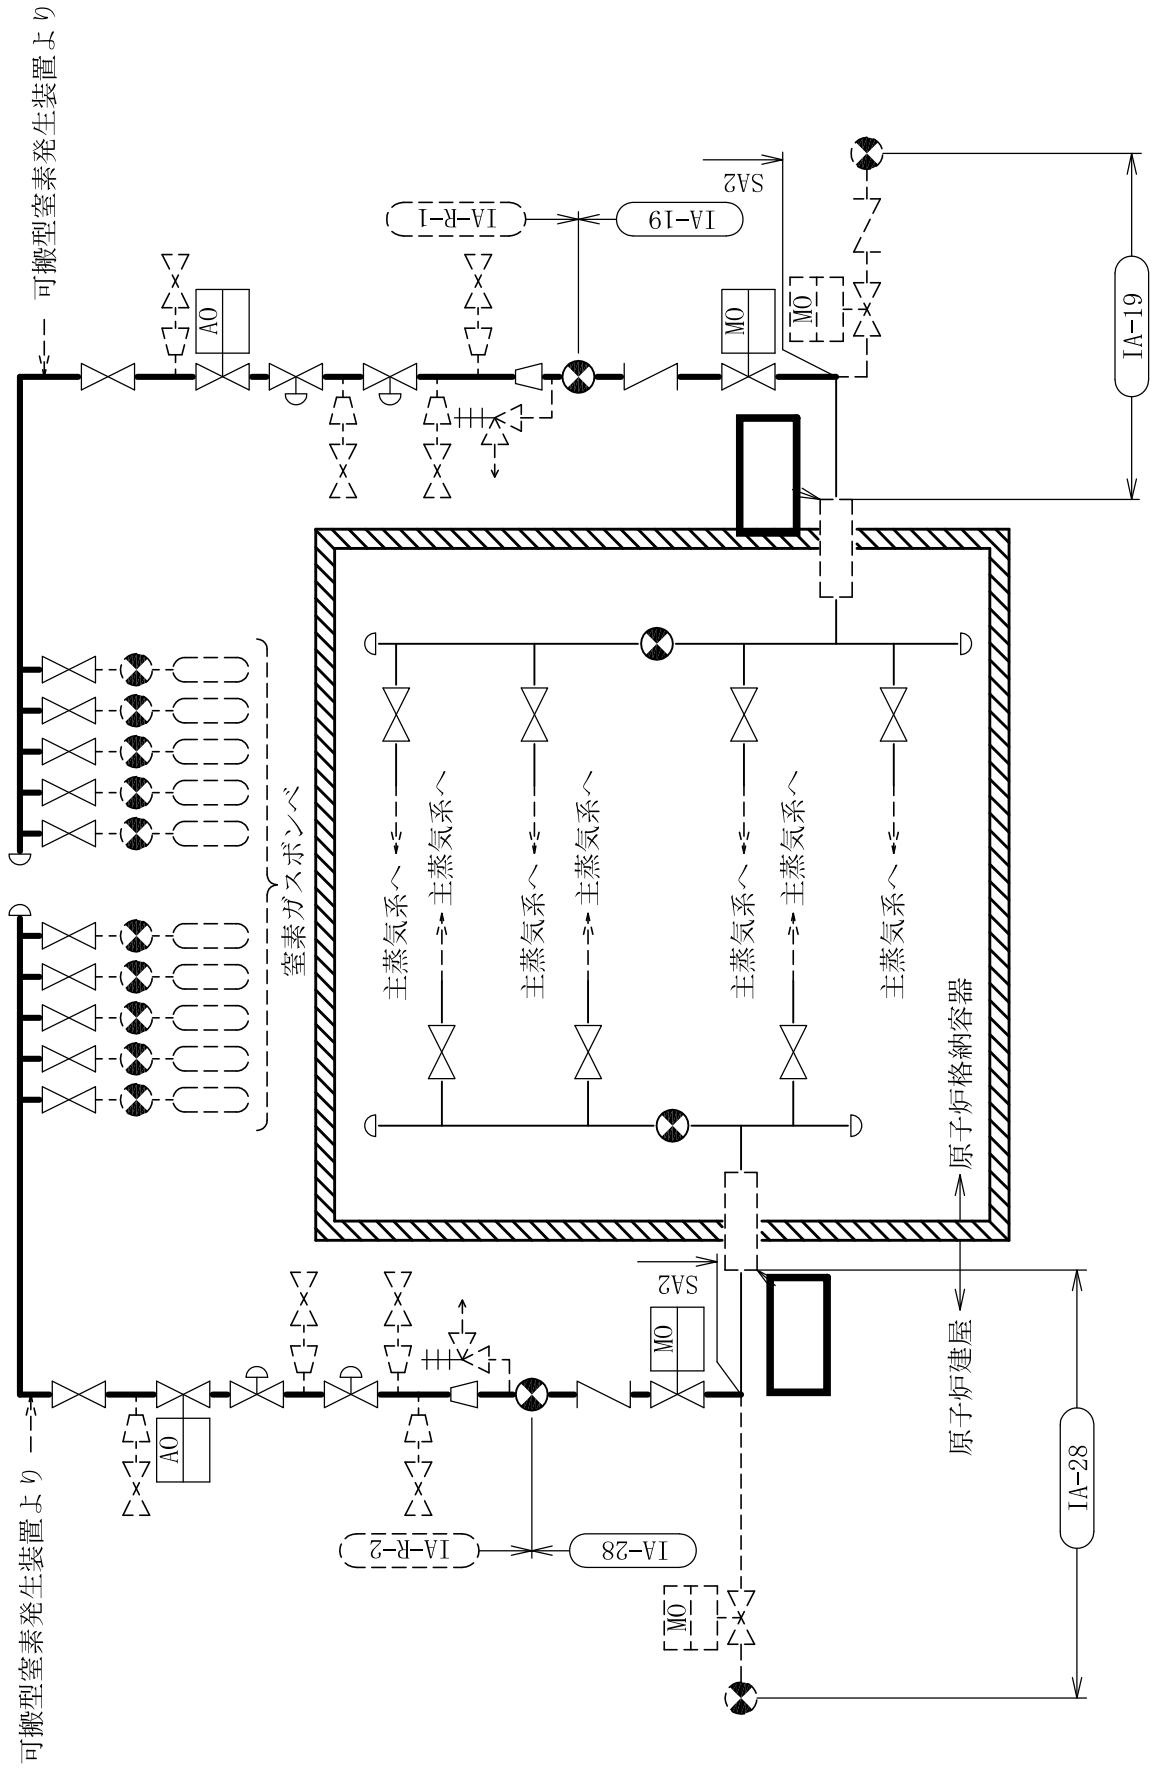 可搬型窒素発生装置より
AO
IA-R-1
IA-19
SA2
MO
MO
IA-19
窒素ガスボンベ
主蒸気系へ
主蒸気系へ
主蒸気系へ
主蒸気系へ
主蒸気系へ
主蒸気系へ
主蒸気系へ
原子炉格納容器
原子炉建屋
SA2
MO
AO
可搬型窒素発生装置より
IA-R-2
IA-28
MO
IA-28